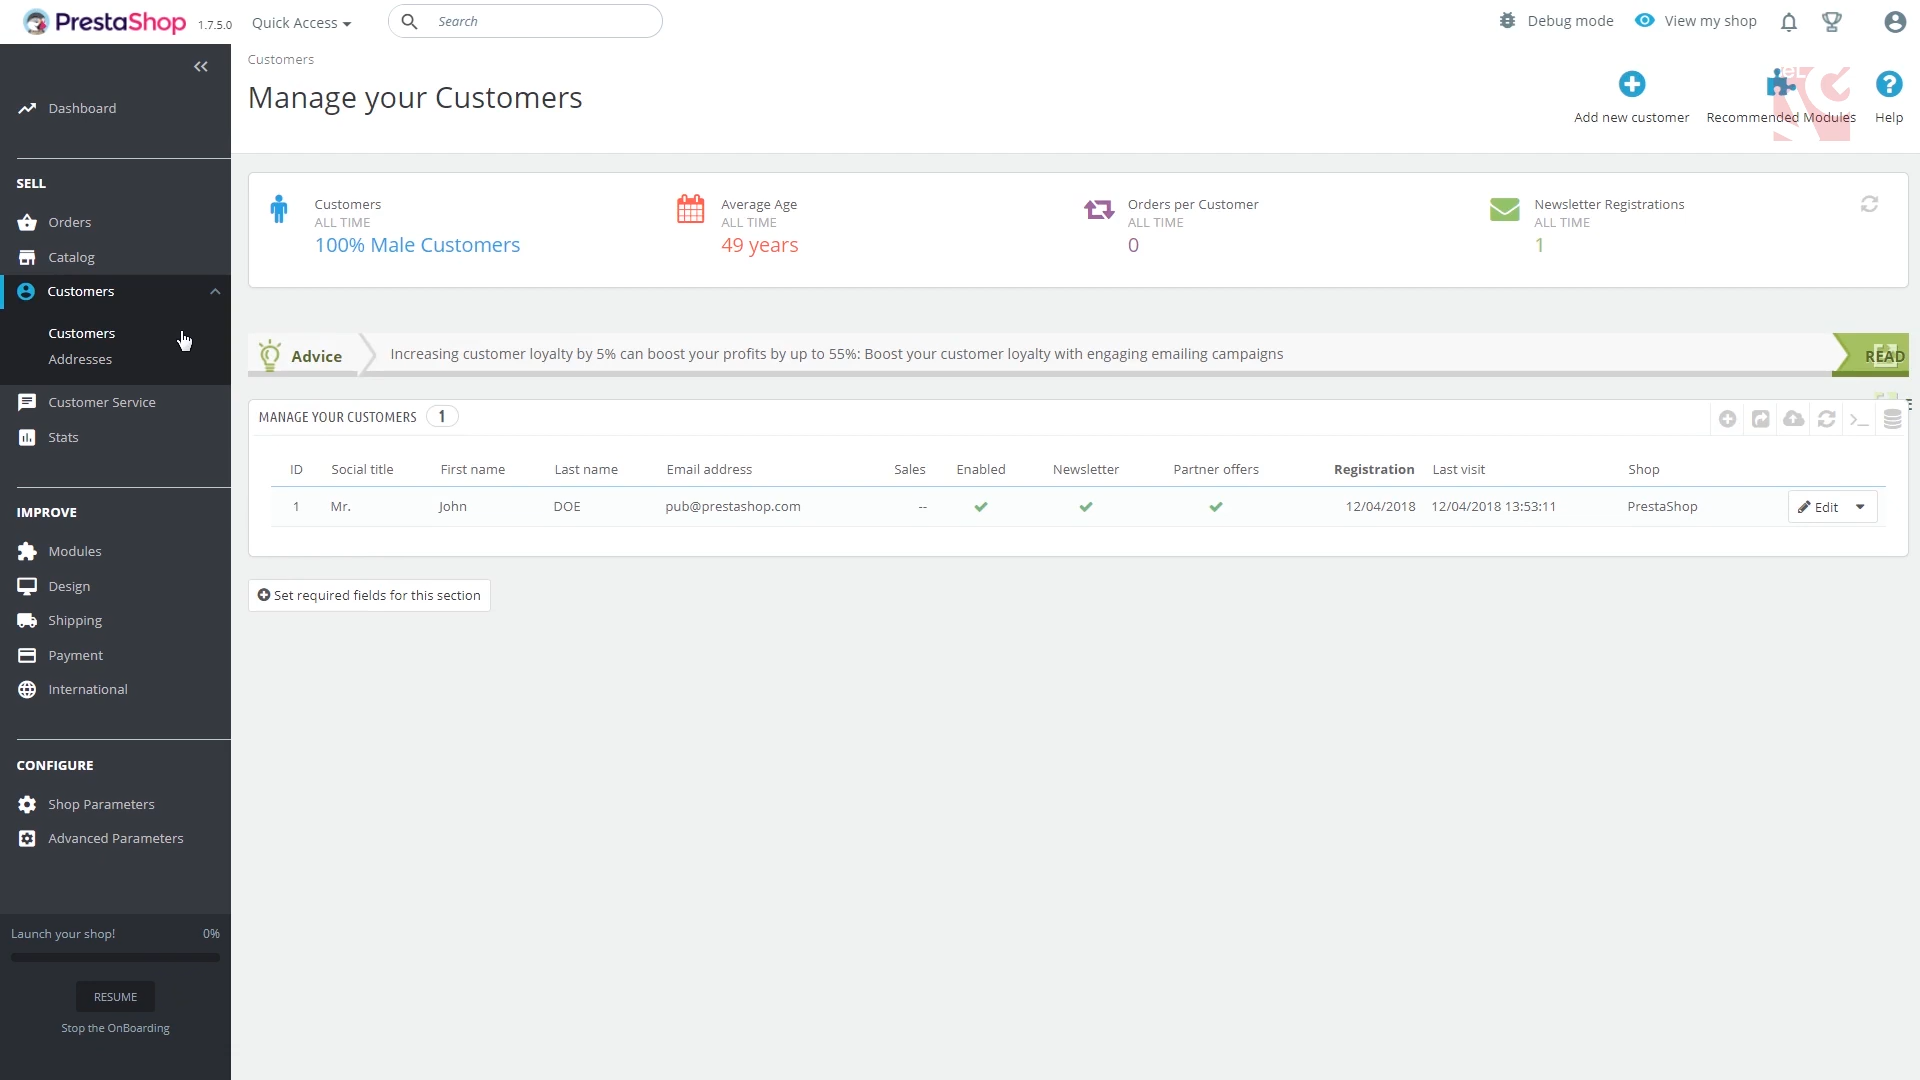 PrestaShop 1.7.5.0 Quick Access Search Debug mode View my shop
Customers
Manage your Customers
Add new customer Recommended Modules Help
Dashboard
SELL
Orders
Catalog
Customers
Customers
Addresses
Customer Service
Stats
IMPROVE
Modules
Design
Shipping
Payment
International
CONFIGURE
Shop Parameters
Advanced Parameters
Launch your shop! 0%
RESUME
Stop the OnBoarding
Customers
ALL TIME
100% Male Customers
Average Age
ALL TIME
49 years
Orders per Customer
ALL TIME
0
Newsletter Registrations
ALL TIME
1
Advice Increasing customer loyalty by 5% can boost your profits by up to 55%: Boost your customer loyalty with engaging emailing campaigns READ
MANAGE YOUR CUSTOMERS 1
ID Social title First name Last name Email address Sales Enabled Newsletter Partner offers Registration Last visit Shop
1 Mr. John DOE pub@prestashop.com -- 12/04/2018 12/04/2018 13:53:11 PrestaShop Edit
Set required fields for this section